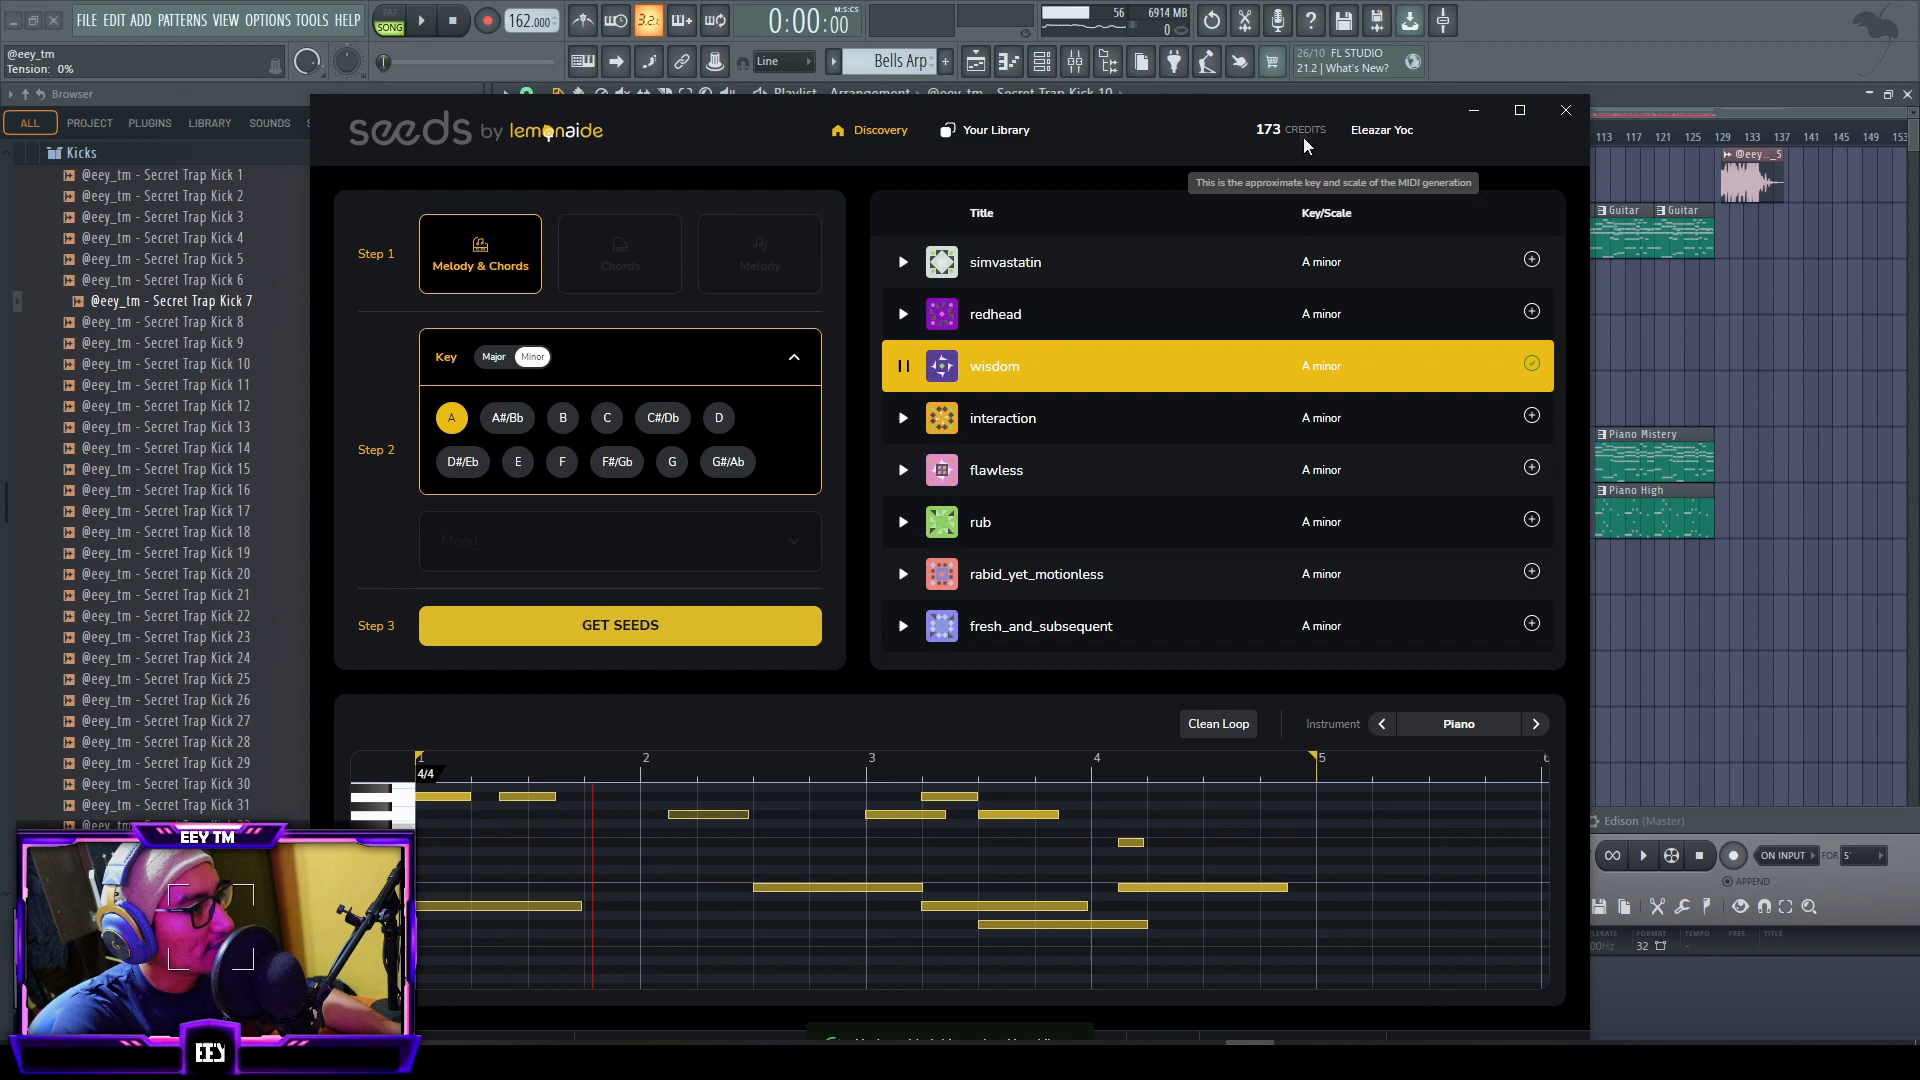 FILE EDIT ADD PATTERNS VIEW OPTIONS TOOLS HELP
PAT
SONG
162.000
3.2.
0:00:00
M:S:CS
56
6914 MB
0
@eey_tm
Tension: 0%
Line
Bells Arp
26/10 FL STUDIO
21.2 | What's New?
Browser
Playlist - Arrangement › @eey_tm - Secret Trap Kick 10 ›
ALL
PROJECT
PLUGINS
LIBRARY
SOUNDS
Kicks
@eey_tm - Secret Trap Kick 1
@eey_tm - Secret Trap Kick 2
@eey_tm - Secret Trap Kick 3
@eey_tm - Secret Trap Kick 4
@eey_tm - Secret Trap Kick 5
@eey_tm - Secret Trap Kick 6
@eey_tm - Secret Trap Kick 7
@eey_tm - Secret Trap Kick 8
@eey_tm - Secret Trap Kick 9
@eey_tm - Secret Trap Kick 10
@eey_tm - Secret Trap Kick 11
@eey_tm - Secret Trap Kick 12
@eey_tm - Secret Trap Kick 13
@eey_tm - Secret Trap Kick 14
@eey_tm - Secret Trap Kick 15
@eey_tm - Secret Trap Kick 16
@eey_tm - Secret Trap Kick 17
@eey_tm - Secret Trap Kick 18
@eey_tm - Secret Trap Kick 19
@eey_tm - Secret Trap Kick 20
@eey_tm - Secret Trap Kick 21
@eey_tm - Secret Trap Kick 22
@eey_tm - Secret Trap Kick 23
@eey_tm - Secret Trap Kick 24
@eey_tm - Secret Trap Kick 25
@eey_tm - Secret Trap Kick 26
@eey_tm - Secret Trap Kick 27
@eey_tm - Secret Trap Kick 28
@eey_tm - Secret Trap Kick 29
@eey_tm - Secret Trap Kick 30
@eey_tm - Secret Trap Kick 31
seeds by lemonaide
Discovery
Your Library
173 CREDITS
Eleazar Yoc
This is the approximate key and scale of the MIDI generation
Step 1
Melody & Chords
Chords
Melody
Key
Major
Minor
Step 2
A
A#/Bb
B
C
C#/Db
D
D#/Eb
E
F
F#/Gb
G
G#/Ab
Mood
Step 3
GET SEEDS
Title
Key/Scale
simvastatin
A minor
redhead
A minor
wisdom
A minor
interaction
A minor
flawless
A minor
rub
A minor
rabid_yet_motionless
A minor
fresh_and_subsequent
A minor
Clean Loop
Instrument
Piano
1
2
3
4
5
4/4
113 117 121 125 129 133 137 141 145 149 153
@eey..._5
Guitar
Guitar
Piano Mistery
Piano High
Edison (Master)
ON INPUT
FOR
5'
APPEND
FORMAT
TEMPO
FREE
TITLE
32
EEY TM
EEY